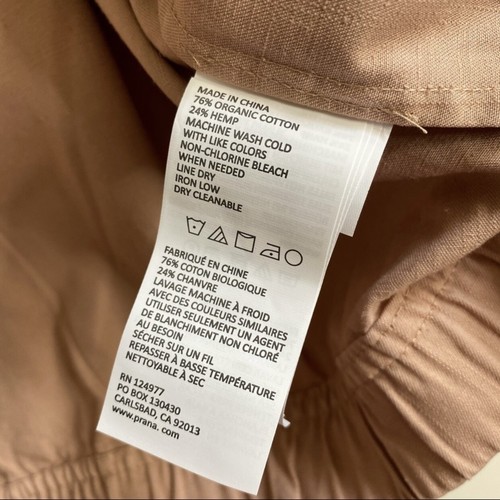 MADE IN CHINA
76% ORGANIC COTTON
24% HEMP
MACHINE WASH COLD
WITH LIKE COLORS
NON-CHLORINE BLEACH
WHEN NEEDED
LINE DRY
IRON LOW
DRY CLEANABLE
FABRIQUÉ EN CHINE
76% COTON BIOLOGIQUE
24% CHANVRE
LAVAGE MACHINE À FROID
AVEC DES COULEURS SIMILAIRES
UTILISER SEULEMENT UN AGENT
DE BLANCHIMENT NON CHLORÉ
AU BESOIN
SÉCHER SUR UN FIL
REPASSER À BASSE TEMPÉRATURE
NETTOYABLE À SEC
RN 124977
PO BOX 130430
CARLSBAD, CA 92013
www.prana. com